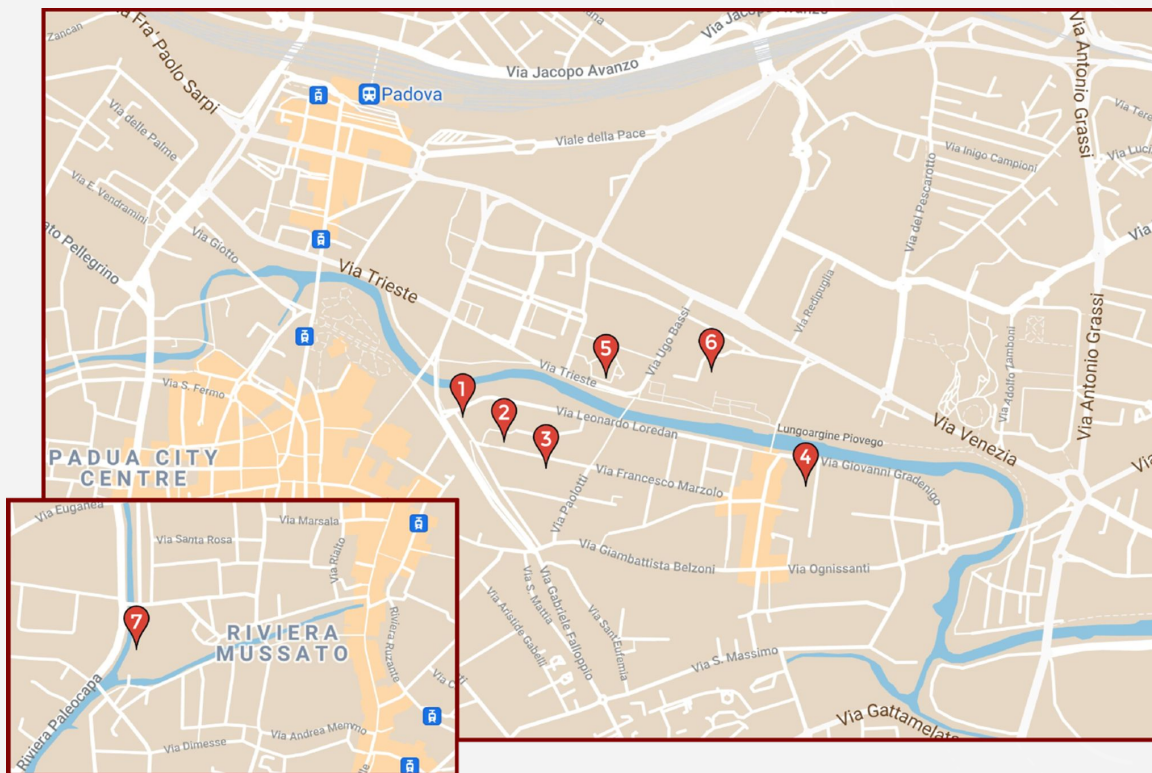 Zancan
Fra' Paolo Sarpi
Via Jacopo Avanzo
Via Jacopo Avanzo
Via Antonio Grassi
Padova
Viale della Pace
Via delle Palme
Via E. Vendramini
Via Inigo Campioni
Via del Pescarotto
Via Giotto
ato Pellegrino
Via Trieste
Via Redipuglia
Via Ugo Bassi
5
6
Via Trieste
Via Adolfo Zamboni
Via Antonio Grassi
Via S. Fermo
1
2
3
Via Leonardo Loredan
Lungoargine Piovego
Via Venezia
4
Via Giovanni Gradenigo
PADUA CITY
CENTRE
Via Francesco Marzolo
Via Paolotti
Via Giambattista Belzoni
Via Ognissanti
Via S. Mattia
Via Gabriele Falloppio
Via Sant'Eufemia
Via Aristide Gabelli
Via S. Massimo
Via Gattamelat
Via Euganea
Via Marsala
Via Santa Rosa
Via Rialto
7
RIVIERA
MUSSATO
Riviera Ruzante
Riviera Paleocapa
Via Andrea Memmo
Via Dimesse